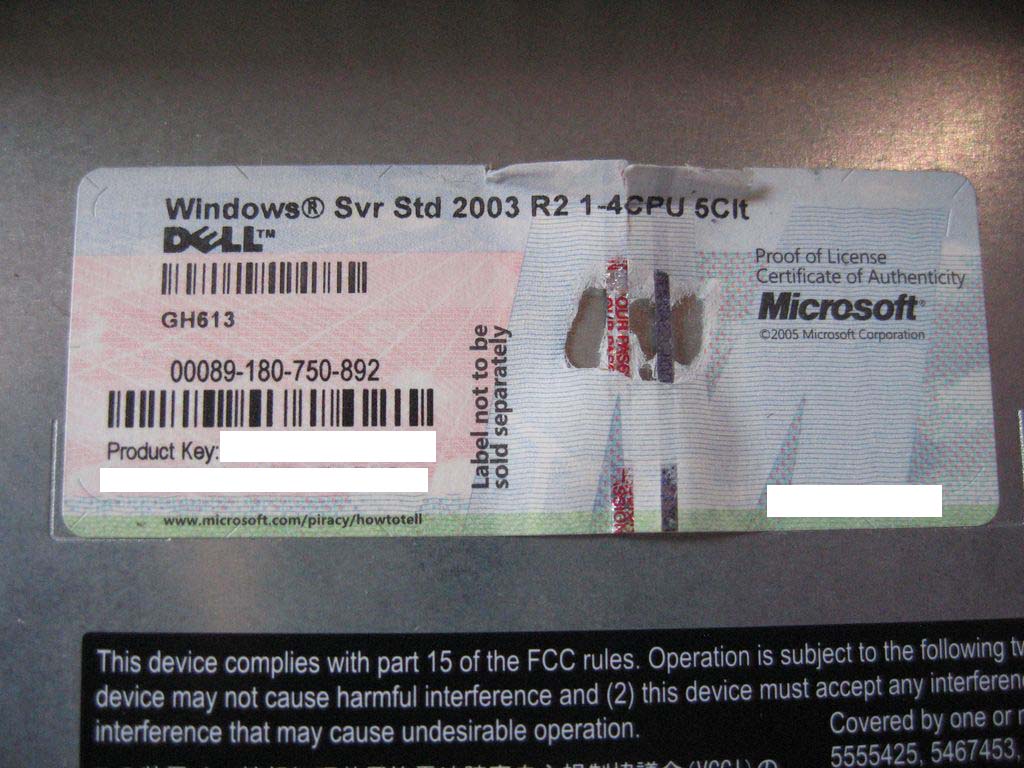 Windows® Svr Std 2003 R2 1-4CPU 5Clt
DELL™
GH613
00089-180-750-892
Product Key:
www.microsoft.com/piracy/howtotell
Label not to be
sold separately
Proof of License
Certificate of Authenticity
Microsoft®
©2005 Microsoft Corporation
This device complies with part 15 of the FCC rules. Operation is subject to the following
device may not cause harmful interference and (2) this device must accept any
interference that may cause undesirable operation.
Covered by one or
5555425, 5467453,